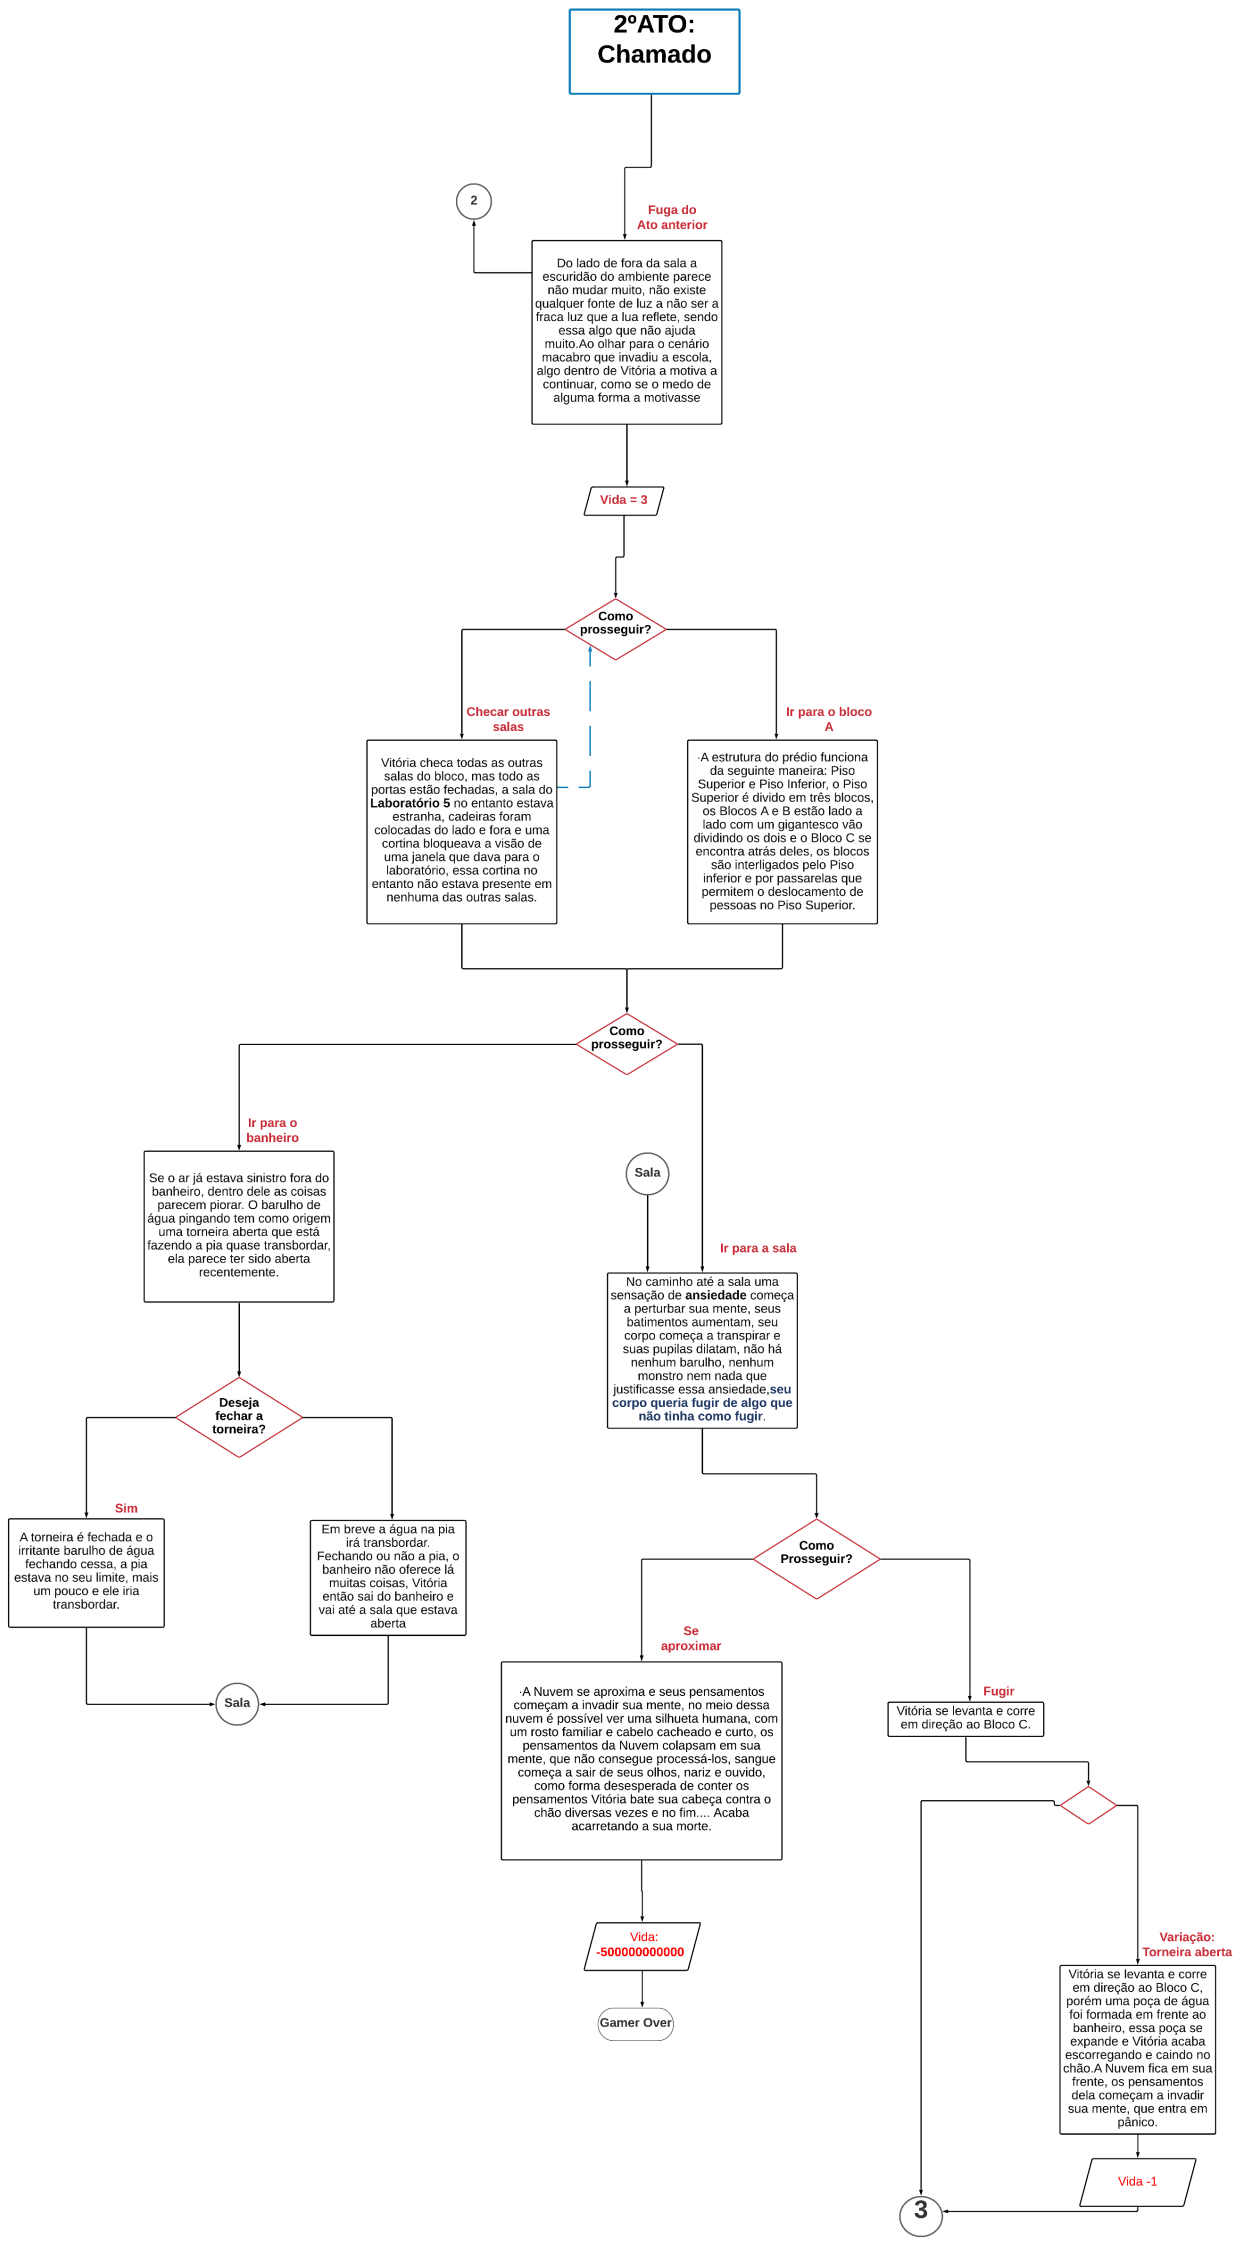 2ºATO:
Chamado
2
Fuga do
Ato anterior
Do lado de fora da sala a
escuridão do ambiente parece
não mudar muito, não existe
qualquer fonte de luz a não ser a
fraca luz que a lua reflete, sendo
essa algo que não ajuda
muito.Ao olhar para o cenário
macabro que invadiu a escola,
algo dentro de Vitória a motiva a
continuar, como se o medo de
alguma forma a motivasse
Vida = 3
Como
prosseguir?
Checar outras
salas
Vitória checa todas as outras
salas do bloco, mas todo as
portas estão fechadas, a sala do
Laboratório 5 no entanto estava
estranha, cadeiras foram
colocadas do lado e fora e uma
cortina bloqueava a visão de
uma janela que dava para o
laboratório, essa cortina no
entanto não estava presente em
nenhuma das outras salas.
Ir para o bloco
A
·A estrutura do prédio funciona
da seguinte maneira: Piso
Superior e Piso Inferior, o Piso
Superior é divido em três blocos,
os Blocos A e B estão lado a
lado com um gigantesco vão
dividindo os dois e o Bloco C se
encontra atrás deles, os blocos
são interligados pelo Piso
inferior e por passarelas que
permitem o deslocamento de
pessoas no Piso Superior.
Como
prosseguir?
Ir para o
banheiro
Se o ar já estava sinistro fora do
banheiro, dentro dele as coisas
parecem piorar. O barulho de
água pingando tem como origem
uma torneira aberta que está
fazendo a pia quase transbordar,
ela parece ter sido aberta
recentemente.
Sala
Ir para a sala
No caminho até a sala uma
sensação de ansiedade começa
a perturbar sua mente, seus
batimentos aumentam, seu
corpo começa a transpirar e
suas pupilas dilatam, não há
nenhum barulho, nenhum
monstro nem nada que
justificasse essa ansiedade,seu
corpo queria fugir de algo que
não tinha como fugir.
Deseja
fechar a
torneira?
Sim
A torneira é fechada e o
irritante barulho de água
fechando cessa, a pia
estava no seu limite, mais
um pouco e ele iria
transbordar.
Em breve a água na pia
irá transbordar.
Fechando ou não a pia, o
banheiro não oferece lá
muitas coisas, Vitória
então sai do banheiro e
vai até a sala que estava
aberta
Sala
Como
Prosseguir?
Se
aproximar
·A Nuvem se aproxima e seus pensamentos
começam a invadir sua mente, no meio dessa
nuvem é possível ver uma silhueta humana, com
um rosto familiar e cabelo cacheado e curto, os
pensamentos da Nuvem colapsam em sua
mente, que não consegue processá-los, sangue
começa a sair de seus olhos, nariz e ouvido,
como forma desesperada de conter os
pensamentos Vitória bate sua cabeça contra o
chão diversas vezes e no fim.... Acaba
acarretando a sua morte.
Vida:
-500000000000
Gamer Over
Fugir
Vitória se levanta e corre
em direção ao Bloco C.
Variação:
Torneira aberta
Vitória se levanta e corre
em direção ao Bloco C,
porém uma poça de água
foi formada em frente ao
banheiro, essa poça se
expande e Vitória acaba
escorregando e caindo no
chão.A Nuvem fica em sua
frente, os pensamentos
dela começam a invadir
sua mente, que entra em
pânico.
Vida -1
3